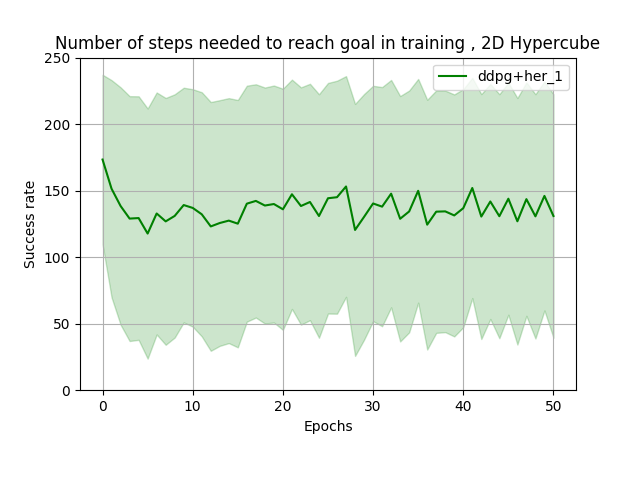 Number of steps needed to reach goal in training , 2D Hypercube
ddpg+her_1
Success rate
250
200
150
100
50
0
0 10 20 30 40 50
Epochs